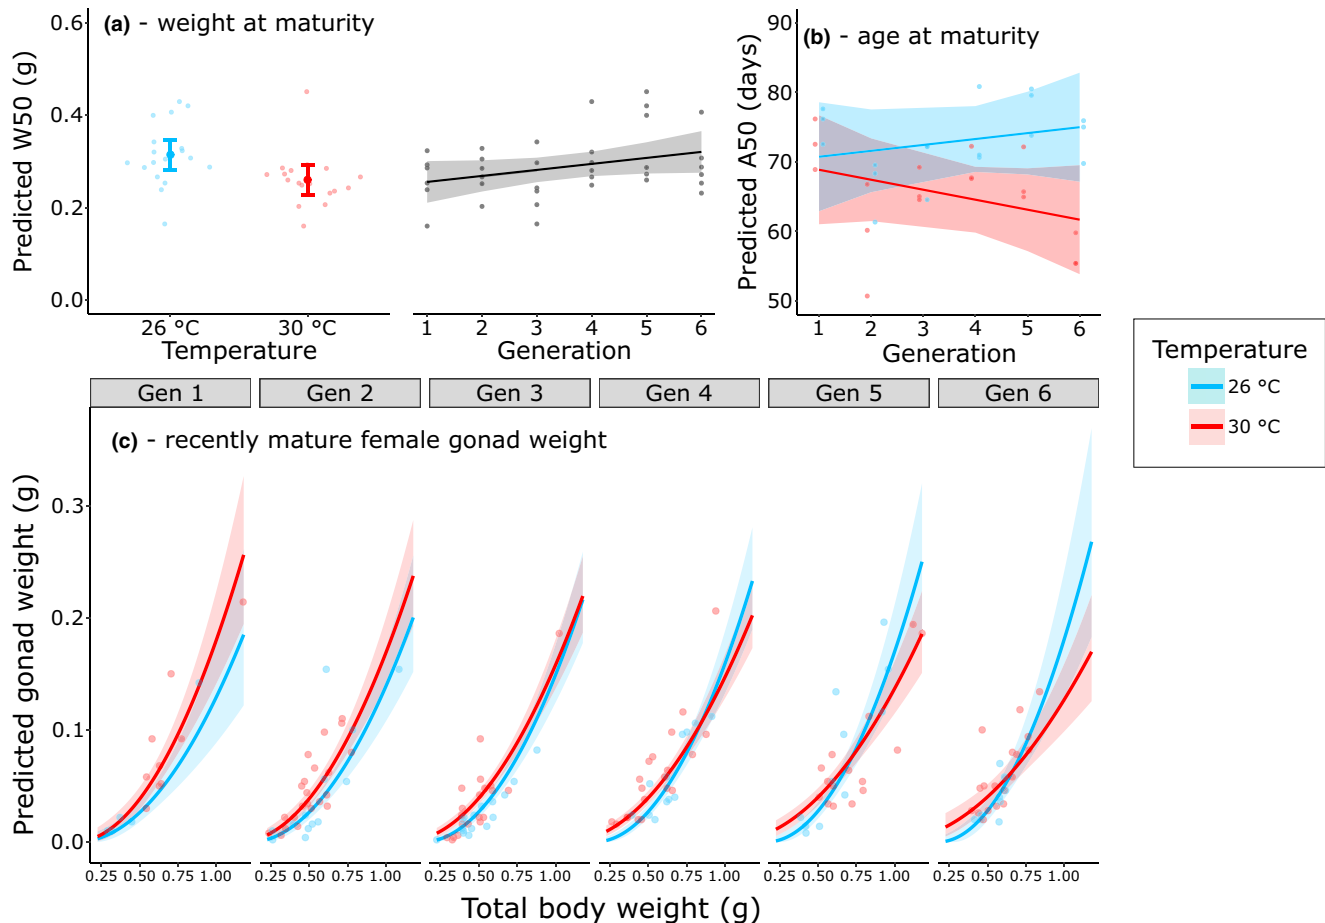 (a) - weight at maturity
Predicted W50 (g)
0.6
0.4
0.2
0.0
26 °C 30 °C
Temperature
1 2 3 4 5 6
Generation
(b) - age at maturity
Predicted A50 (days)
90
80
70
60
50
1 2 3 4 5 6
Generation
Temperature
26 °C
30 °C
Gen 1 Gen 2 Gen 3 Gen 4 Gen 5 Gen 6
(c) - recently mature female gonad weight
Predicted gonad weight (g)
0.3
0.2
0.1
0.0
0.25 0.50 0.75 1.00 0.25 0.50 0.75 1.00 0.25 0.50 0.75 1.00 0.25 0.50 0.75 1.00 0.25 0.50 0.75 1.00 0.25 0.50 0.75 1.00
Total body weight (g)